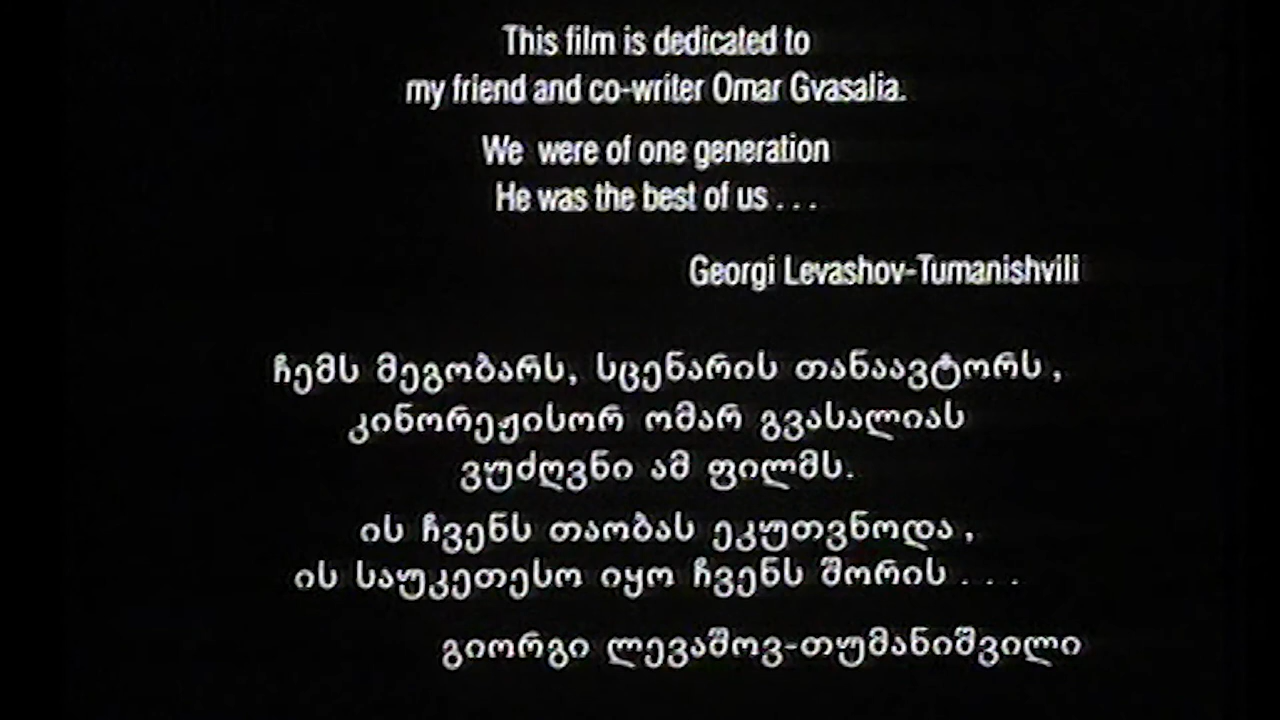 This film is dedicated to
my friend and co-writer Omar Gvasalia.
We were of one generation
He was the best of us . . .
Georgi Levashov-Tumanishvili
ჩემს მეგობარს, სცენარის თანაავტორს ,
კინორეჟისორ ომარ გვასალიას
ვუძღვნი ამ ფილმს.
ის ჩვენს თაობას ეკუთვნოდა ,
ის საუკეთესო იყო ჩვენს შორის . . .
გიორგი ლევაშოვ-თუმანიშვილი